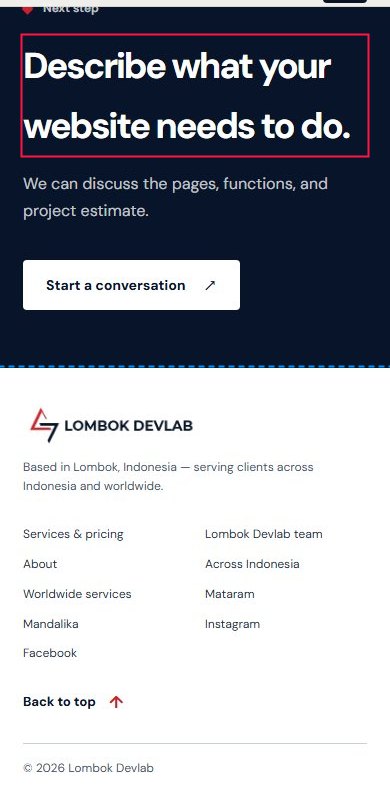 Next step
Describe what your
website needs to do.
We can discuss the pages, functions, and
project estimate.
Start a conversation ↗
LOMBOK DEVLAB
Based in Lombok, Indonesia — serving clients across
Indonesia and worldwide.
Services & pricing
Lombok Devlab team
About
Across Indonesia
Worldwide services
Mataram
Mandalika
Instagram
Facebook
Back to top ↑
© 2026 Lombok Devlab